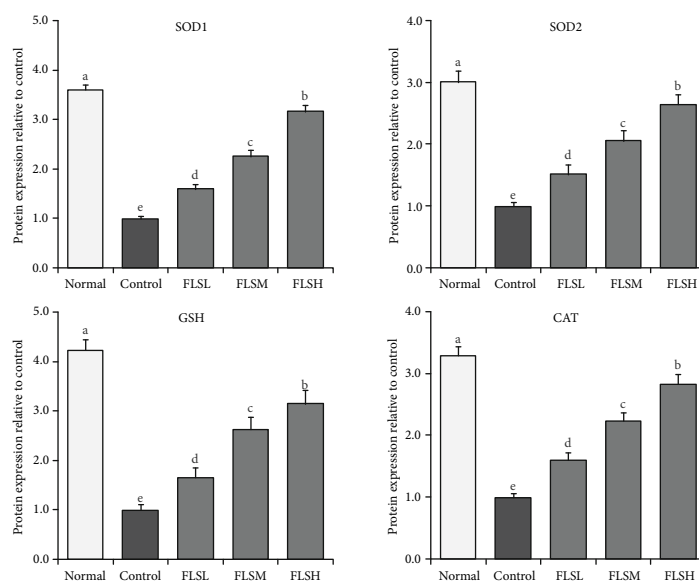 SOD1
Protein expression relative to control
5.0
4.0
3.0
2.0
1.0
0.0
a
e
d
c
b
Normal Control FLSL FLSM FLSH
SOD2
Protein expression relative to control
4.0
3.0
2.0
1.0
0.0
a
e
d
c
b
Normal Control FLSL FLSM FLSH
GSH
Protein expression relative to control
5.0
4.0
3.0
2.0
1.0
0.0
a
e
d
c
b
Normal Control FLSL FLSM FLSH
CAT
Protein expression relative to control
4.0
3.0
2.0
1.0
0.0
a
e
d
c
b
Normal Control FLSL FLSM FLSH